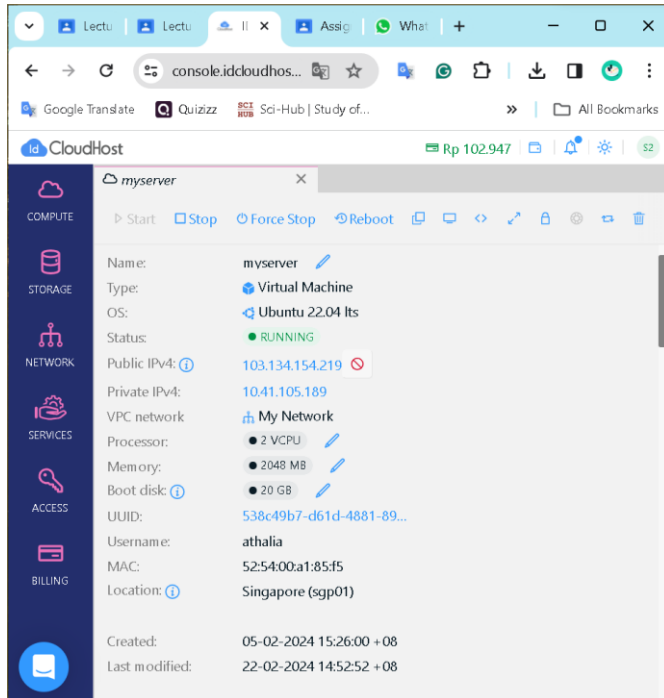 Lectu Lectu II Assig What
console.idcloudhos...
Google Translate Quizizz SCI HUB Sci-Hub | Study of... » All Bookmarks
Id CloudHost Rp 102.947 S2
myserver
COMPUTE
Start Stop Force Stop Reboot
Name: myserver
Type: Virtual Machine
STORAGE
OS: Ubuntu 22.04 lts
Status: RUNNING
NETWORK
Public IPv4: 103.134.154.219
Private IPv4: 10.41.105.189
VPC network My Network
SERVICES
Processor: 2 VCPU
Memory: 2048 MB
Boot disk: 20 GB
ACCESS
UUID: 538c49b7-d61d-4881-89...
Username: athalia
MAC: 52:54:00:a1:85:f5
BILLING
Location: Singapore (sgp01)
Created: 05-02-2024 15:26:00 +08
Last modified: 22-02-2024 14:52:52 +08